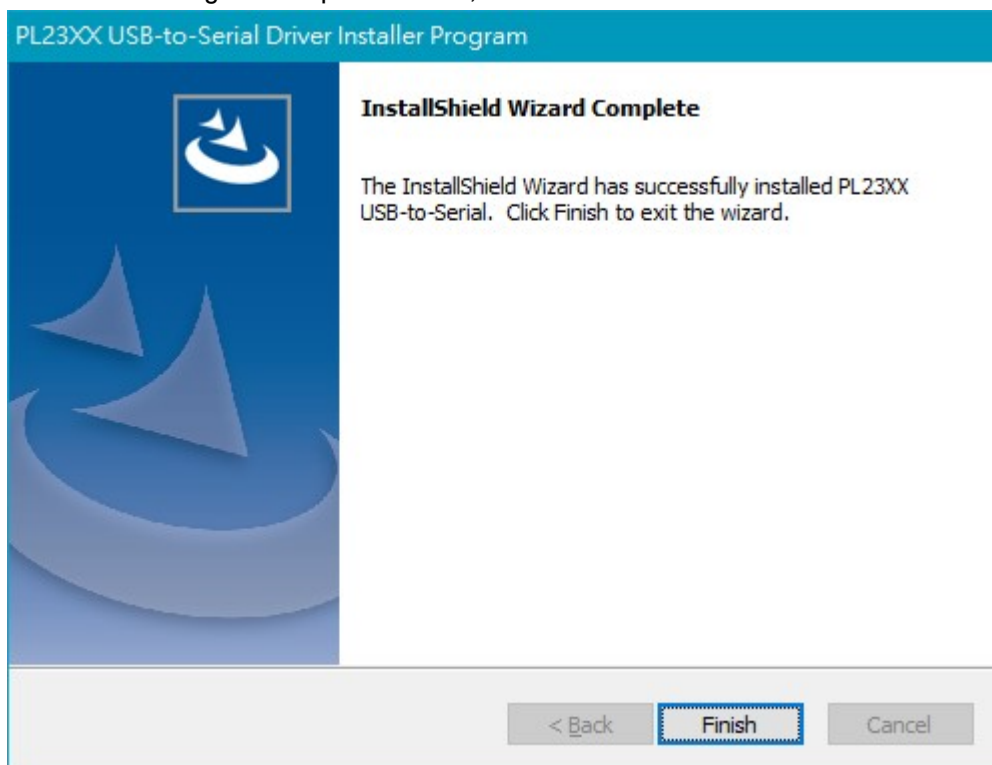 PL23XX USB-to-Serial Driver Installer Program
InstallShield Wizard Complete
The InstallShield Wizard has successfully installed PL23XX
USB-to-Serial. Click Finish to exit the wizard.
< Back
Finish
Cancel